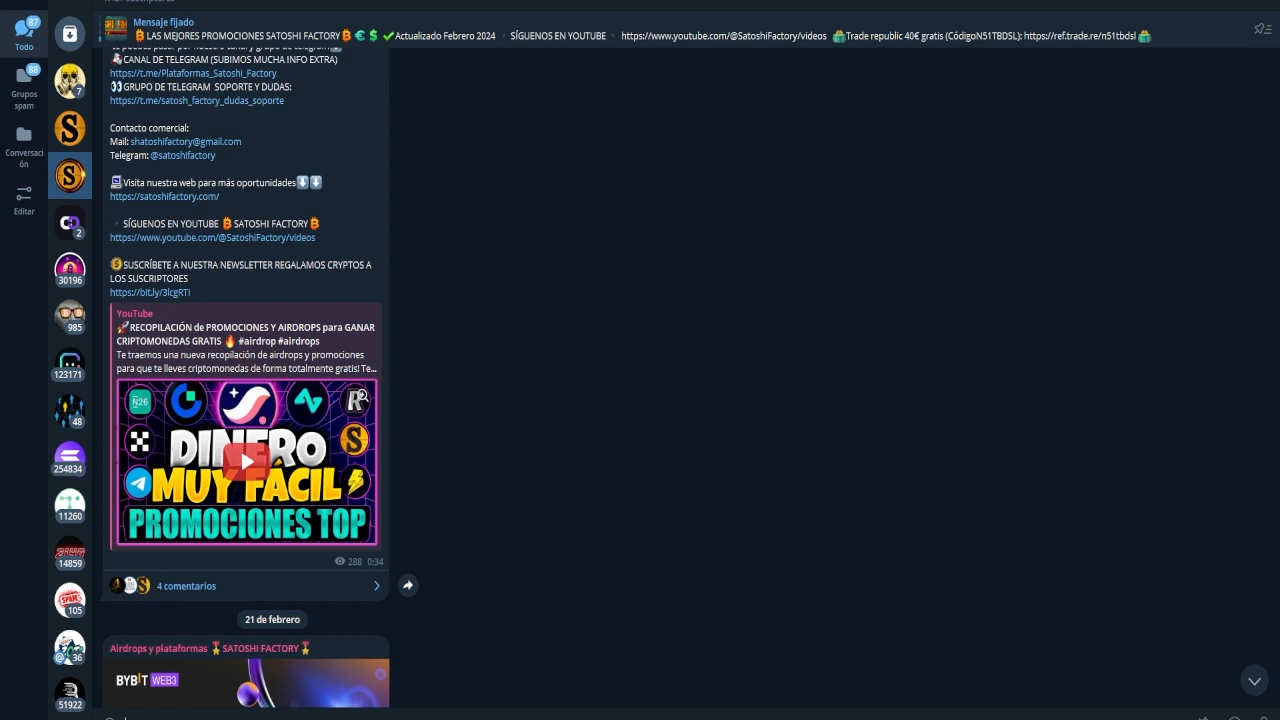 87
Todo
88
Grupos
spam
Conversaci
ón
Editar
7
2
30196
985
123171
48
254834
11260
14859
SPAM
105
@ 36
51922
Mensaje fijado
LAS MEJORES PROMOCIONES SATOSHI FACTORY ₿ € $ ✔Actualizado Febrero 2024 • SÍGUENOS EN YOUTUBE • https://www.youtube.com/@SatoshiFactory/videos 🎁Trade republic 40€ gratis (CódigoN51TBDSL): https://ref.trade.re/n51tbdsl 🎁
CANAL DE TELEGRAM (SUBIMOS MUCHA INFO EXTRA)
https://t.me/Plataformas_Satoshi_Factory
👀GRUPO DE TELEGRAM SOPORTE Y DUDAS:
https://t.me/satosh_factory_dudas_soporte
Contacto comercial:
Mail: shatoshifactory@gmail.com
Telegram: @satoshifactory
Visita nuestra web para más oportunidades⬇⬇
https://satoshifactory.com/
SÍGUENOS EN YOUTUBE ₿SATOSHI FACTORY₿
https://www.youtube.com/@SatoshiFactory/videos
SUSCRÍBETE A NUESTRA NEWSLETTER REGALAMOS CRYPTOS A
LOS SUSCRIPTORES
https://bit.ly/3lcgRTI
YouTube
🚀RECOPILACIÓN de PROMOCIONES Y AIRDROPS para GANAR
CRIPTOMONEDAS GRATIS 🔥 #airdrop #airdrops
Te traemos una nueva recopilación de airdrops y promociones
para que te lleves criptomonedas de forma totalmente gratis! Te...
N26
DINERO
MUY FÁCIL
PROMOCIONES TOP
288 0:34
4 comentarios
21 de febrero
Airdrops y plataformas 🎖SATOSHI FACTORY🎖
BYBIT WEB3